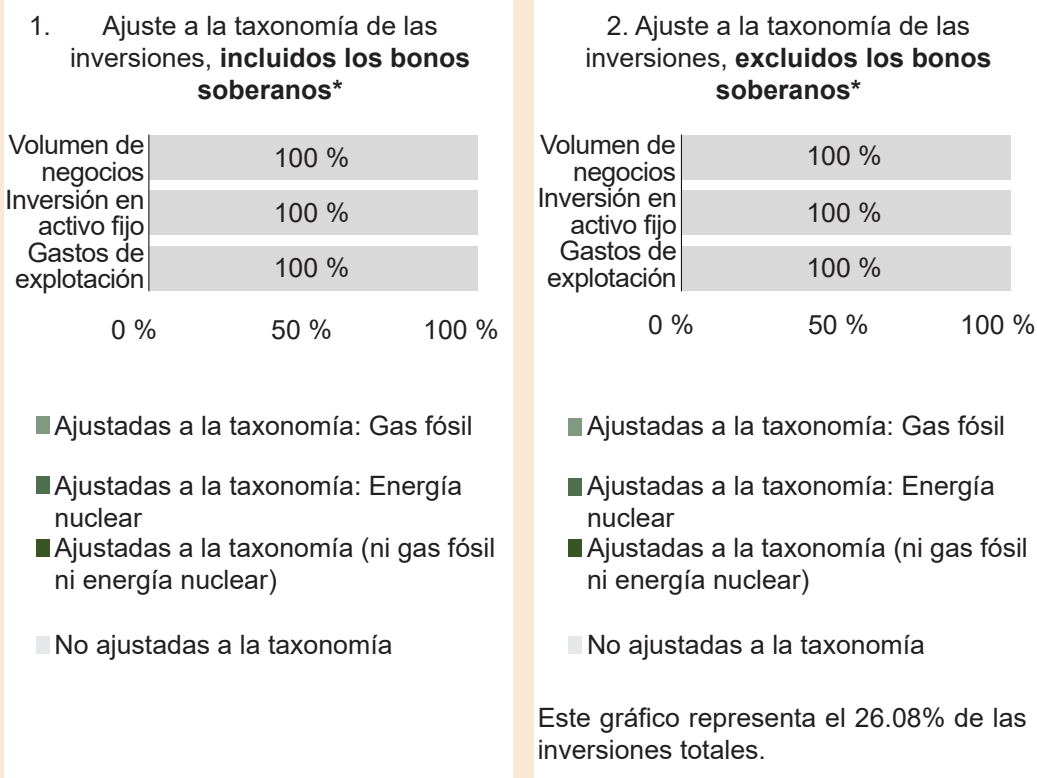 1. Ajuste a la taxonomía de las
inversiones, incluidos los bonos
soberanos*
Volumen de
negocios
100 %
Inversión en
activo fijo
100 %
Gastos de
explotación
100 %
0 % 50 % 100 %
Ajustadas a la taxonomía: Gas fósil
Ajustadas a la taxonomía: Energía
nuclear
Ajustadas a la taxonomía (ni gas fósil
ni energía nuclear)
No ajustadas a la taxonomía
2. Ajuste a la taxonomía de las
inversiones, excluidos los bonos
soberanos*
Volumen de
negocios
100 %
Inversión en
activo fijo
100 %
Gastos de
explotación
100 %
0 % 50 % 100 %
Ajustadas a la taxonomía: Gas fósil
Ajustadas a la taxonomía: Energía
nuclear
Ajustadas a la taxonomía (ni gas fósil
ni energía nuclear)
No ajustadas a la taxonomía
Este gráfico representa el 26.08% de las
inversiones totales.